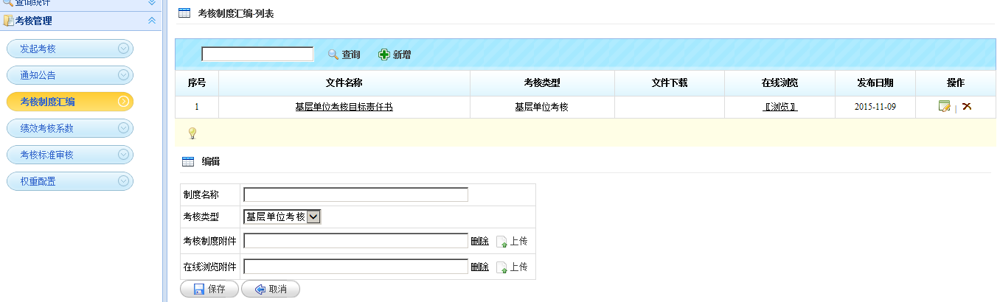 查询统计
考核管理
发起考核
通知公告
考核制度汇编
绩效考核系数
考核标准审核
权重配置
考核制度汇编-列表
查询 新增
序号 文件名称 考核类型 文件下载 在线浏览 发布日期 操作
1 基层单位考核目标责任书 基层单位考核 〖浏览〗 2015-11-09 |
编辑
制度名称
考核类型 基层单位考核
考核制度附件 删除 上传
在线浏览附件 删除 上传
保存 取消